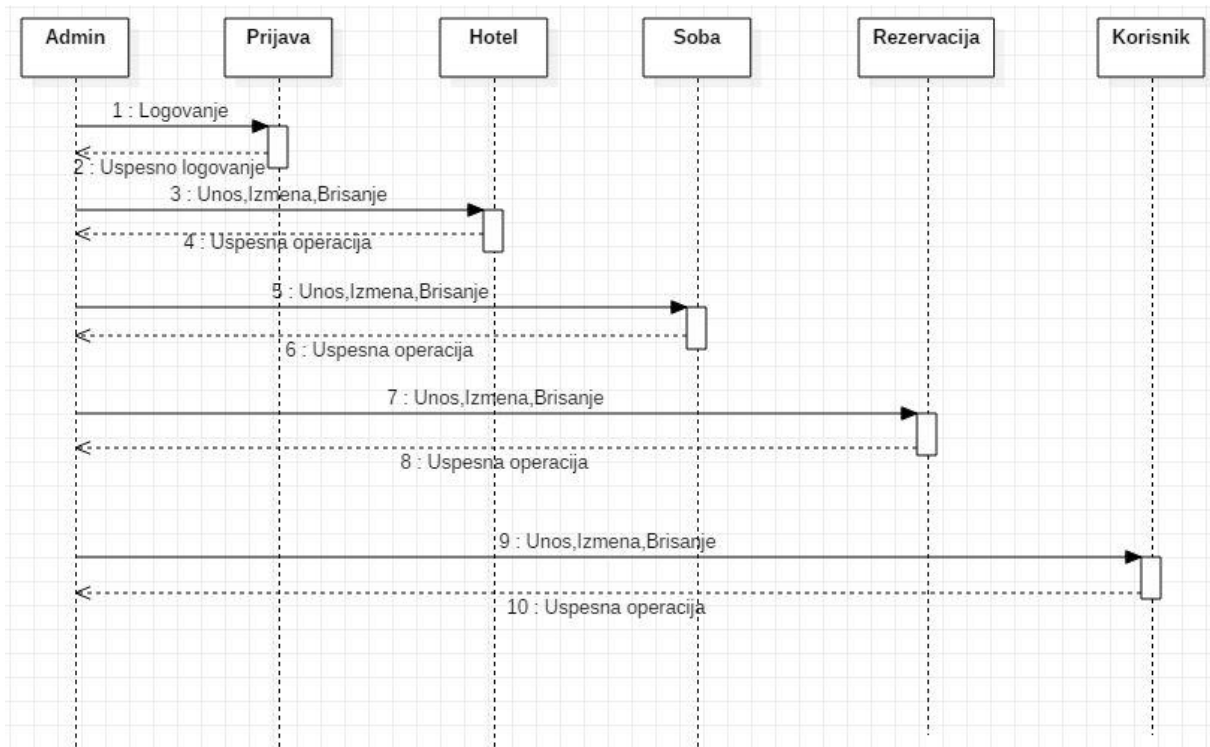 Admin
Prijava
Hotel
Soba
Rezervacija
Korisnik
1 : Logovanje
2 : Uspesno logovanje
3 : Unos,Izmena,Brisanje
4 : Uspesna operacija
5 : Unos,Izmena,Brisanje
6 : Uspesna operacija
7 : Unos,Izmena,Brisanje
8 : Uspesna operacija
9 : Unos,Izmena,Brisanje
10 : Uspesna operacija